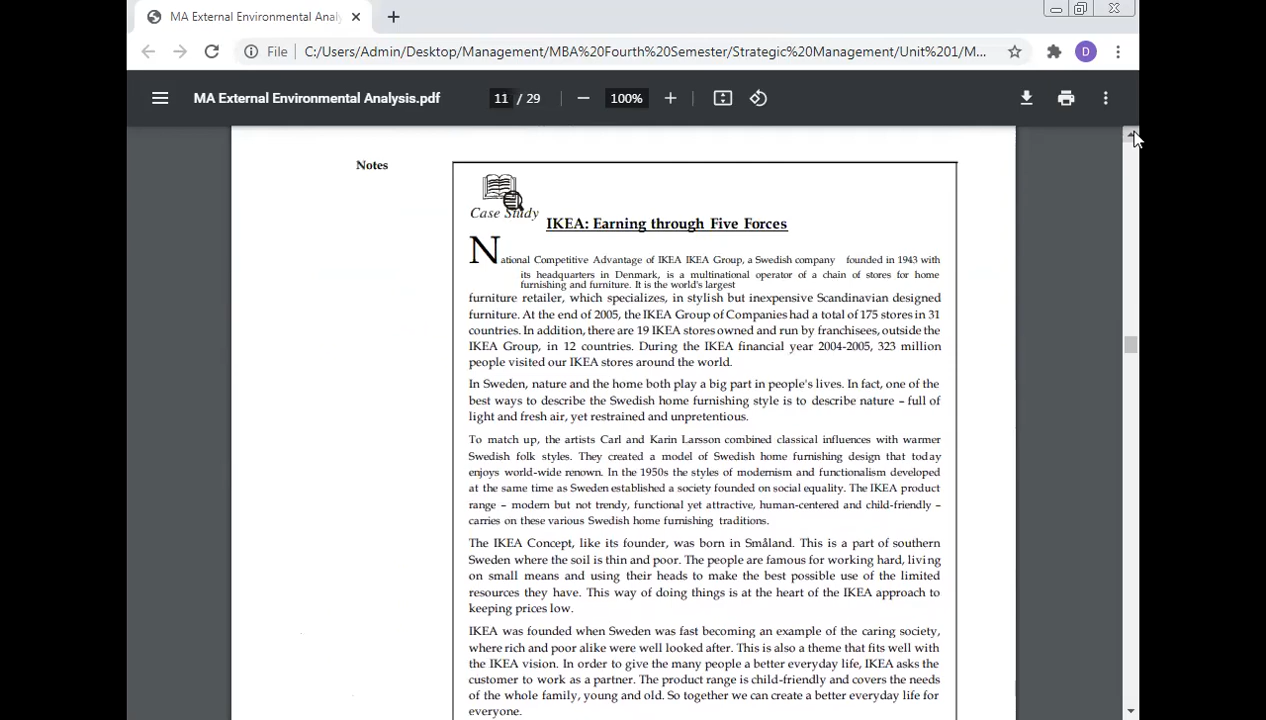 MA External Environmental Analy
File
C:/Users/Admin/Desktop/Management/MBA%20Fourth%20Semester/Strategic%20Management/Unit%201/M...
D
MA External Environmental Analysis.pdf
11 / 29
100%
Notes
Case Study
IKEA: Earning through Five Forces
National Competitive Advantage of IKEA IKEA Group, a Swedish company founded in 1943 with
its headquarters in Denmark, is a multinational operator of a chain of stores for home
furnishing and furniture. It is the world's largest
furniture retailer, which specializes, in stylish but inexpensive Scandinavian designed
furniture. At the end of 2005, the IKEA Group of Companies had a total of 175 stores in 31
countries. In addition, there are 19 IKEA stores owned and run by franchisees, outside the
IKEA Group, in 12 countries. During the IKEA financial year 2004-2005, 323 million
people visited our IKEA stores around the world.
In Sweden, nature and the home both play a big part in people's lives. In fact, one of the
best ways to describe the Swedish home furnishing style is to describe nature – full of
light and fresh air, yet restrained and unpretentious.
To match up, the artists Carl and Karin Larsson combined classical influences with warmer
Swedish folk styles. They created a model of Swedish home furnishing design that today
enjoys world-wide renown. In the 1950s the styles of modernism and functionalism developed
at the same time as Sweden established a society founded on social equality. The IKEA product
range – modern but not trendy, functional yet attractive, human-centered and child-friendly –
carries on these various Swedish home furnishing traditions.
The IKEA Concept, like its founder, was born in Småland. This is a part of southern
Sweden where the soil is thin and poor. The people are famous for working hard, living
on small means and using their heads to make the best possible use of the limited
resources they have. This way of doing things is at the heart of the IKEA approach to
keeping prices low.
IKEA was founded when Sweden was fast becoming an example of the caring society,
where rich and poor alike were well looked after. This is also a theme that fits well with
the IKEA vision. In order to give the many people a better everyday life, IKEA asks the
customer to work as a partner. The product range is child-friendly and covers the needs
of the whole family, young and old. So together we can create a better everyday life for
everyone.